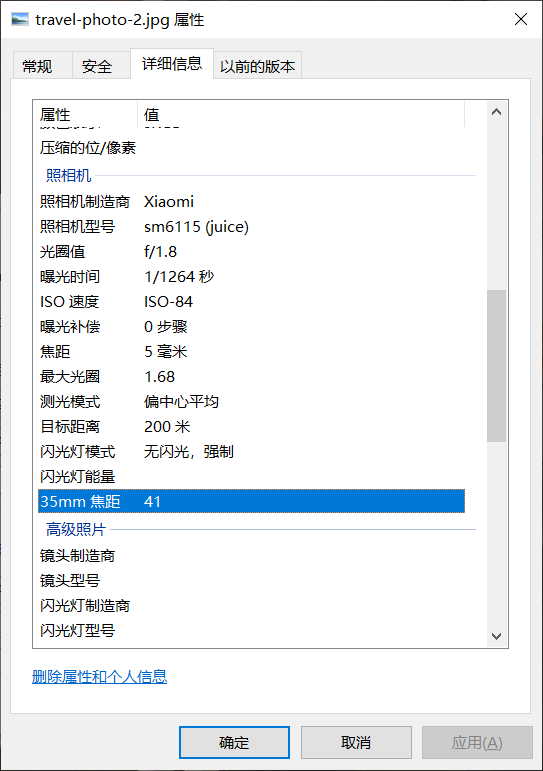 travel-photo-2.jpg 属性
常规 安全 详细信息 以前的版本
属性 值
压缩的位/像素
照相机
照相机制造商 Xiaomi
照相机型号 sm6115 (juice)
光圈值 f/1.8
曝光时间 1/1264 秒
ISO 速度 ISO-84
曝光补偿 0 步骤
焦距 5 毫米
最大光圈 1.68
测光模式 偏中心平均
目标距离 200 米
闪光灯模式 无闪光，强制
闪光灯能量
35mm 焦距 41
高级照片
镜头制造商
镜头型号
闪光灯制造商
闪光灯型号
删除属性和个人信息
确定 取消 应用(A)